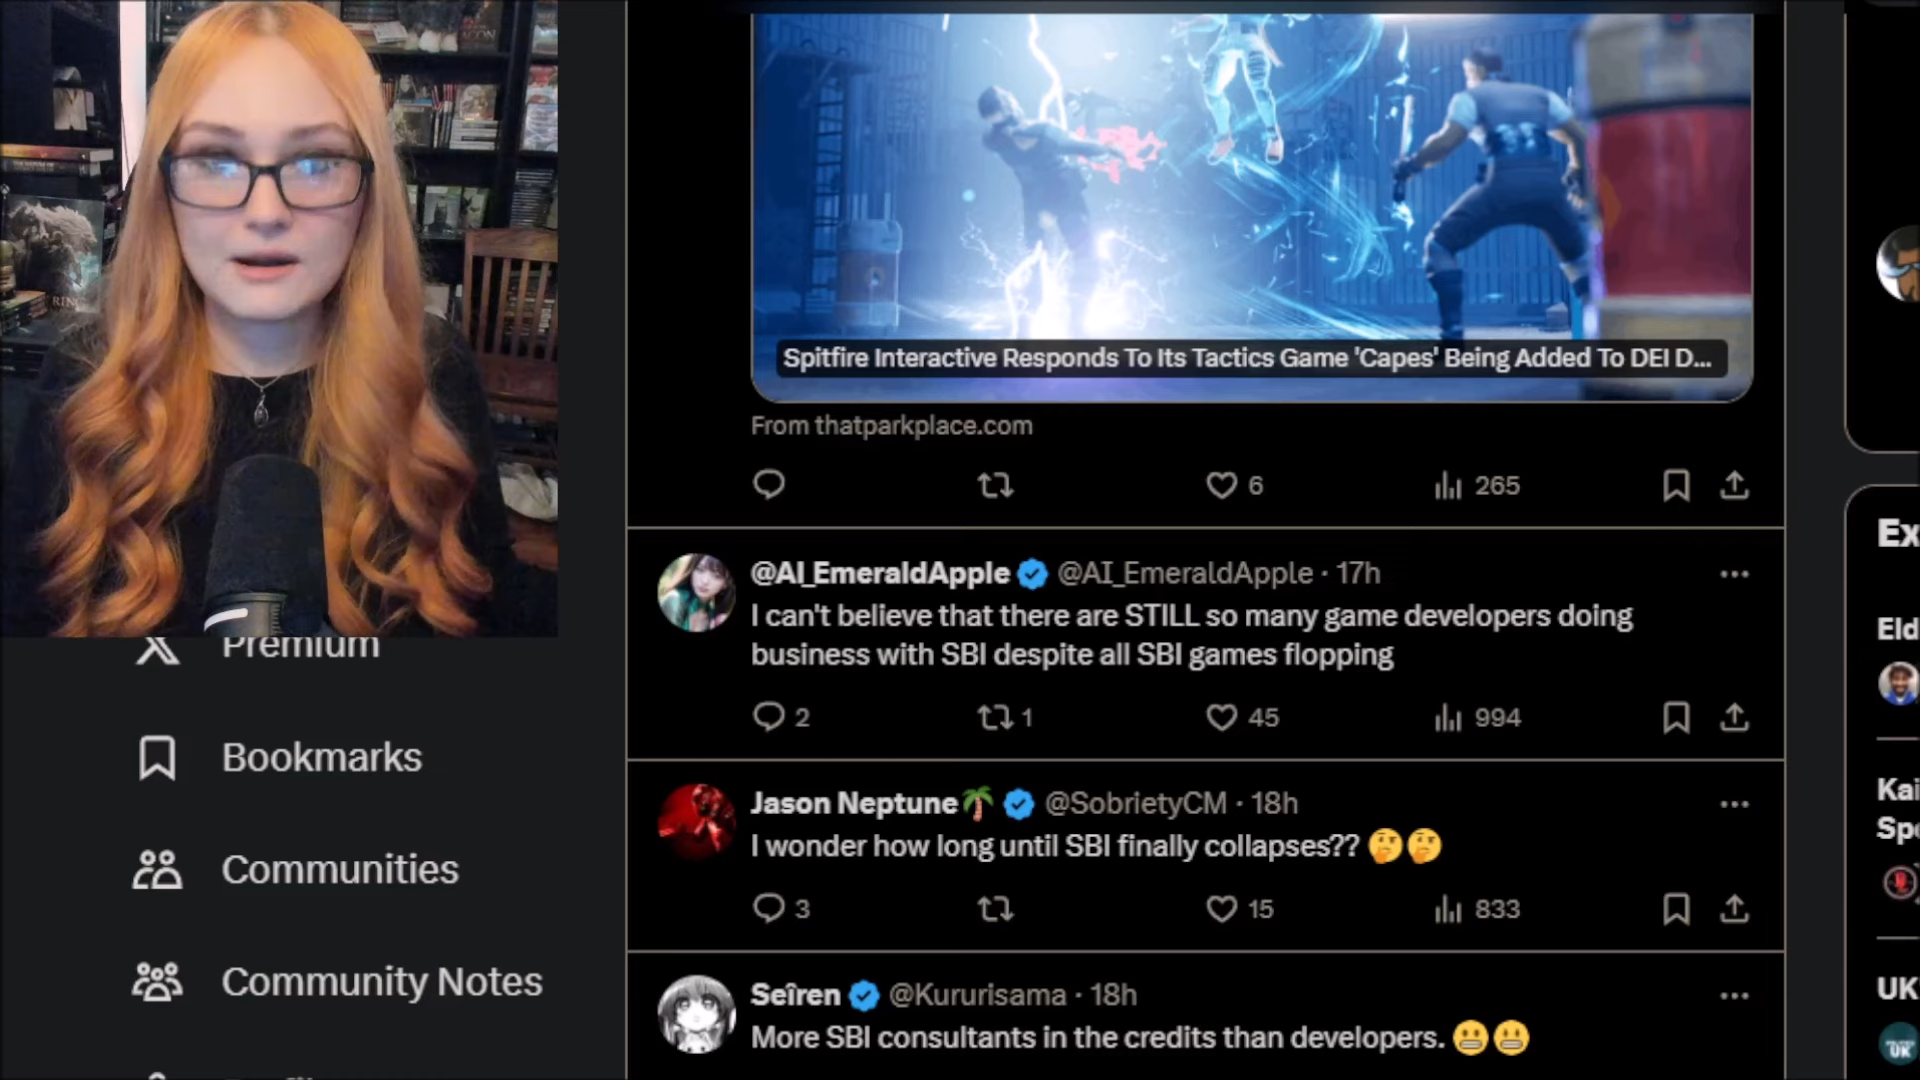 Spitfire Interactive Responds To Its Tactics Game 'Capes' Being Added To DEI D...
From thatparkplace.com
6
265
@AI_EmeraldApple @AI_EmeraldApple · 17h
I can't believe that there are STILL so many game developers doing
business with SBI despite all SBI games flopping
2
1
45
994
Jason Neptune🌴 @SobrietyCM · 18h
I wonder how long until SBI finally collapses?? 🤔🤔
3
15
833
Seîren @Kururisama · 18h
More SBI consultants in the credits than developers. 😬😬
Premium
Bookmarks
Communities
Community Notes
Ex
Eld
Kai
Spe
UK
RING